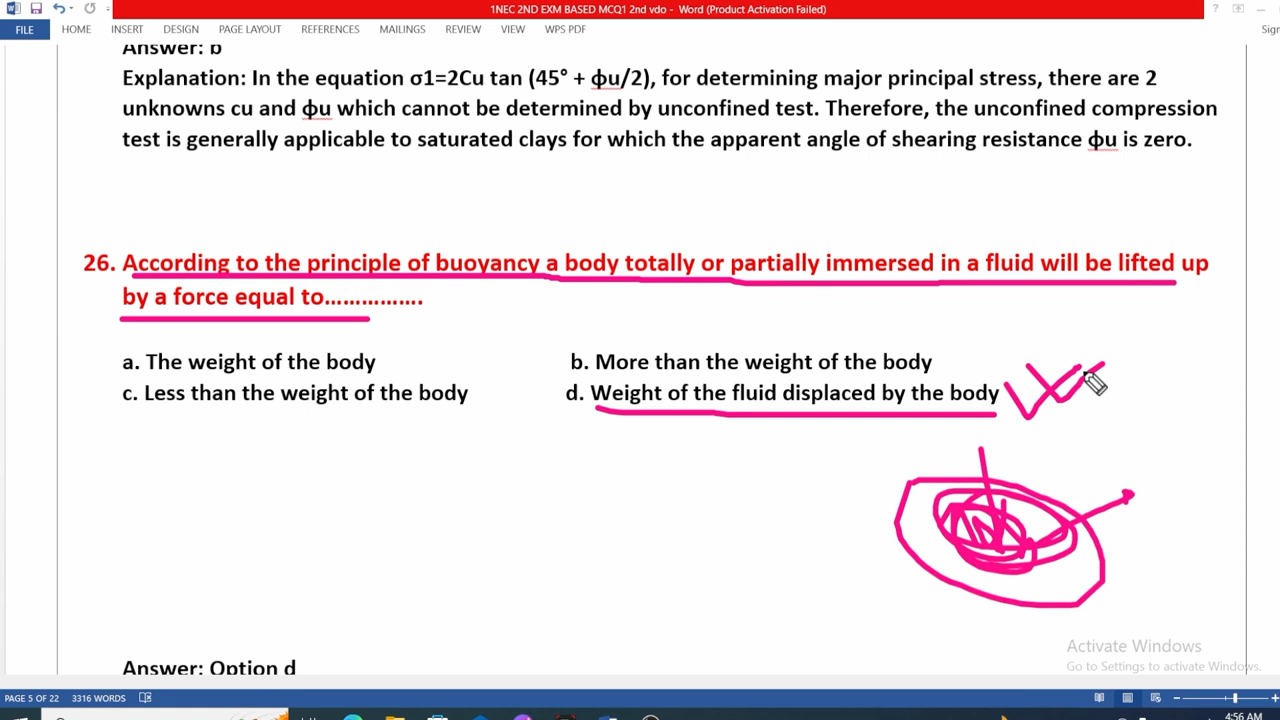 1NEC 2ND EXM BASED MCQ1 2nd vdo - Word (Product Activation Failed)
FILE HOME INSERT DESIGN PAGE LAYOUT REFERENCES MAILINGS REVIEW VIEW WPS PDF Sign
Answer: b
Explanation: In the equation σ1=2Cu tan (45° + φu/2), for determining major principal stress, there are 2
unknowns cu and φu which cannot be determined by unconfined test. Therefore, the unconfined compression
test is generally applicable to saturated clays for which the apparent angle of shearing resistance φu is zero.
26. According to the principle of buoyancy a body totally or partially immersed in a fluid will be lifted up
by a force equal to…………….
a. The weight of the body b. More than the weight of the body
c. Less than the weight of the body d. Weight of the fluid displaced by the body
Answer: Option d
Activate Windows
Go to Settings to activate Windows.
PAGE 5 OF 22 3316 WORDS
4:56 AM